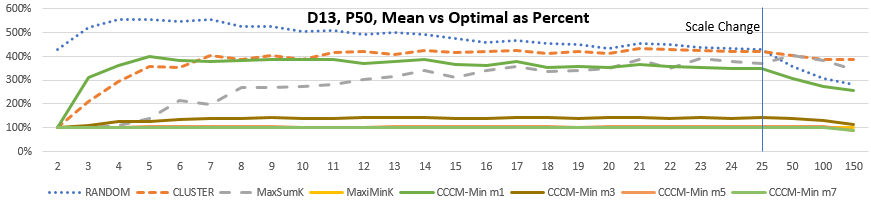 D13, P50, Mean vs Optimal as Percent
Scale Change
600%
500%
400%
300%
200%
100%
0%
2 3 4 5 6 7 8 9 10 11 12 13 14 15 16 17 18 19 20 21 22 23 24 25 50 100 150
RANDOM CLUSTER MaxSumK MaxiMinK CCCM-Min m1 CCCM-Min m3 CCCM-Min m5 CCCM-Min m7